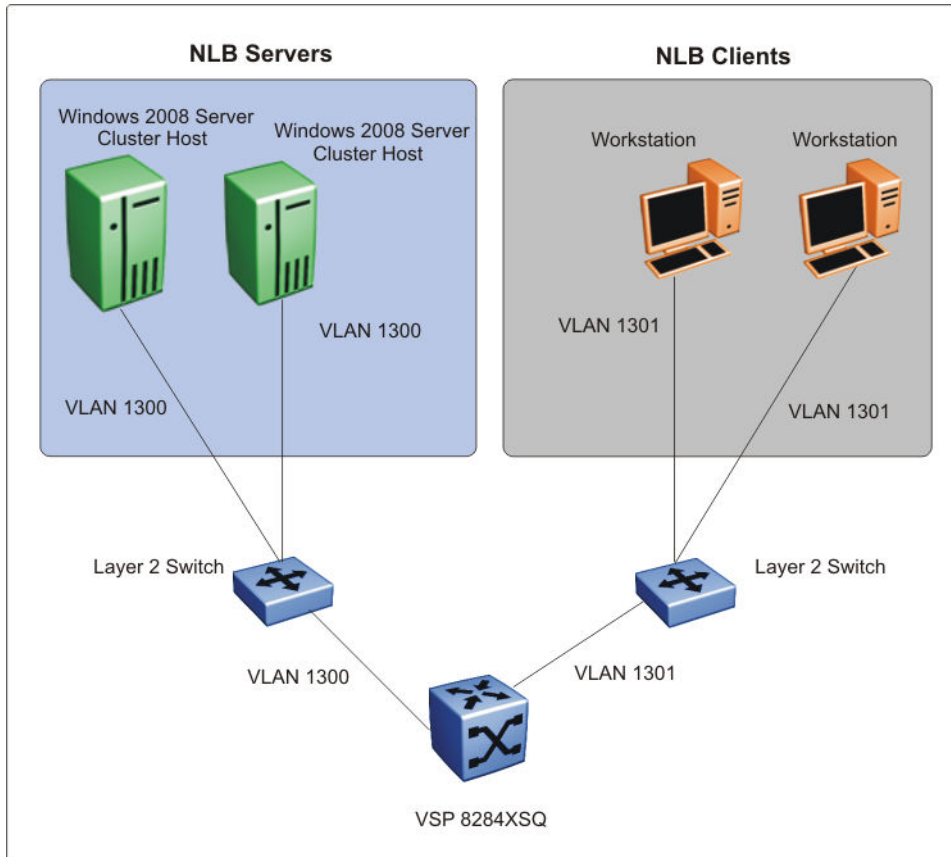 NLB Servers
NLB Clients
Windows 2008 Server
Cluster Host
Windows 2008 Server
Cluster Host
Workstation
Workstation
VLAN 1300
VLAN 1300
VLAN 1301
VLAN 1301
Layer 2 Switch
Layer 2 Switch
VLAN 1300
VLAN 1301
VSP 8284XSQ